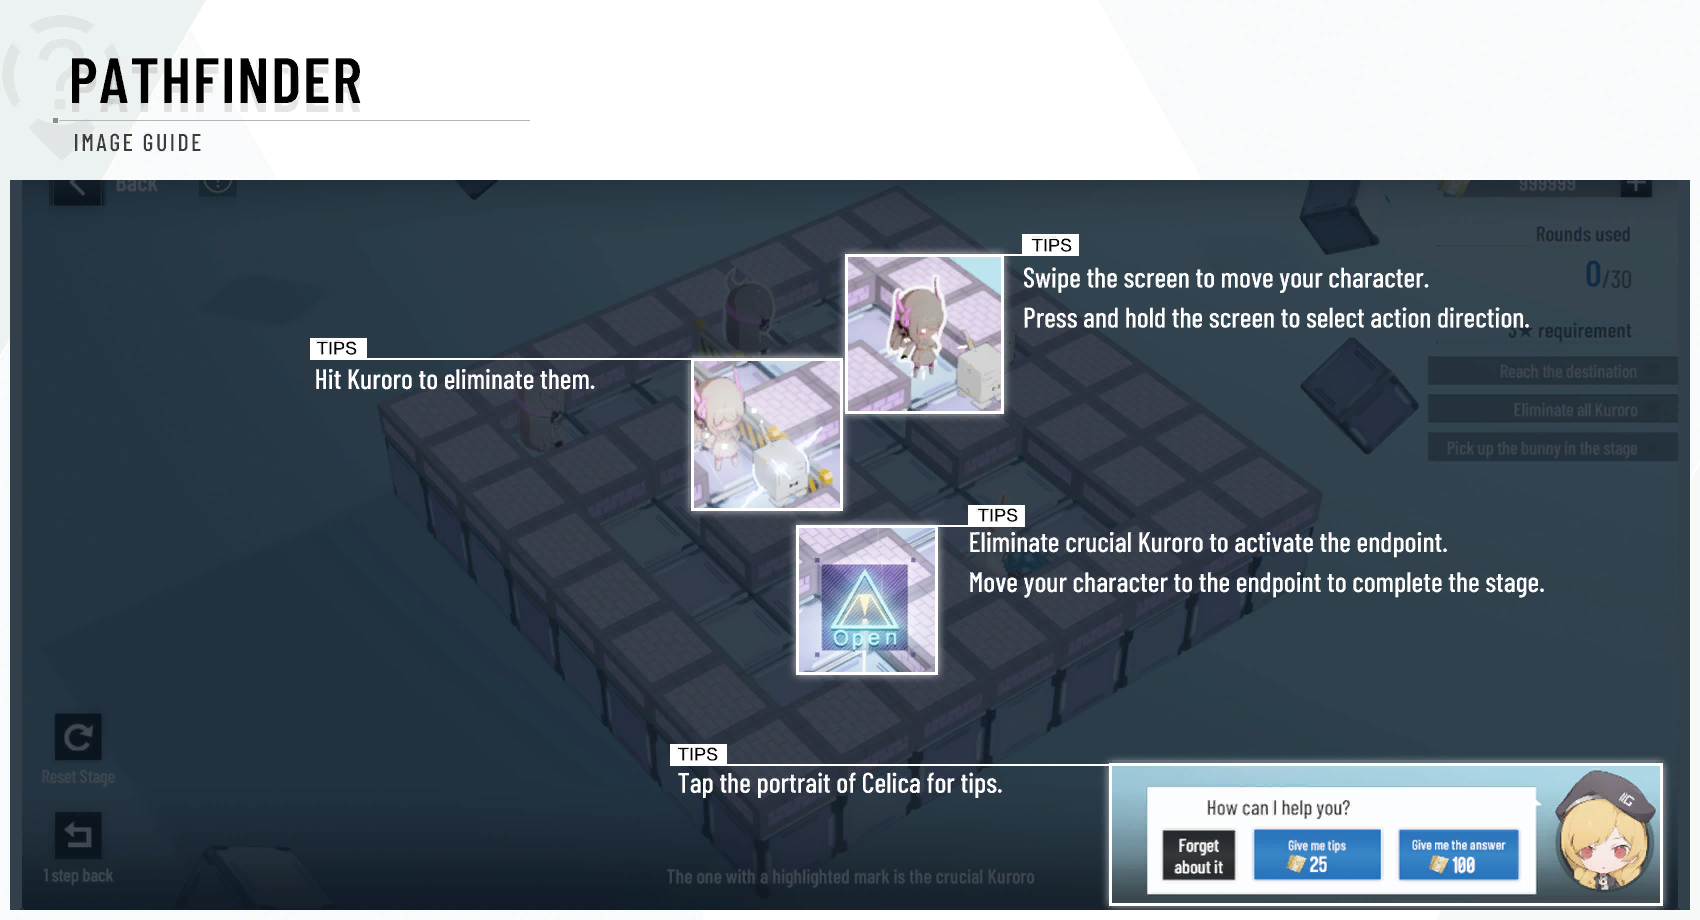 PATHFINDER
IMAGE GUIDE
Back
999999
Rounds used
0/30
3★ requirement
Reach the destination
Eliminate all Kuroro
Pick up the bunny in the stage
TIPS
Swipe the screen to move your character.
Press and hold the screen to select action direction.
TIPS
Hit Kuroro to eliminate them.
TIPS
Eliminate crucial Kuroro to activate the endpoint.
Move your character to the endpoint to complete the stage.
Open
TIPS
Tap the portrait of Celica for tips.
Reset Stage
1 step back
The one with a highlighted mark is the crucial Kuroro
How can I help you?
Forget
about it
Give me tips
25
Give me the answer
100